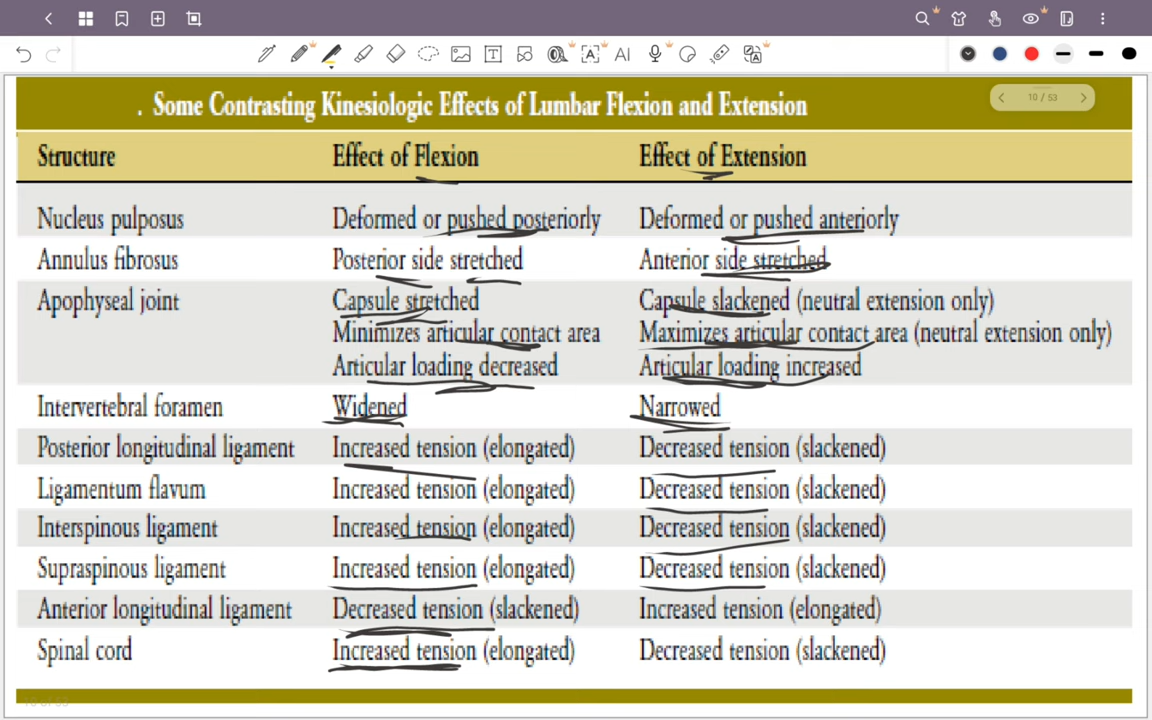 10 / 53
. Some Contrasting Kinesiologic Effects of Lumbar Flexion and Extension
Structure Effect of Flexion Effect of Extension
Nucleus pulposus Deformed or pushed posteriorly Deformed or pushed anteriorly
Annulus fibrosus Posterior side stretched Anterior side stretched
Apophyseal joint Capsule stretched Capsule slackened (neutral extension only)
Minimizes articular contact area Maximizes articular contact area (neutral extension only)
Articular loading decreased Articular loading increased
Intervertebral foramen Widened Narrowed
Posterior longitudinal ligament Increased tension (elongated) Decreased tension (slackened)
Ligamentum flavum Increased tension (elongated) Decreased tension (slackened)
Interspinous ligament Increased tension (elongated) Decreased tension (slackened)
Supraspinous ligament Increased tension (elongated) Decreased tension (slackened)
Anterior longitudinal ligament Decreased tension (slackened) Increased tension (elongated)
Spinal cord Increased tension (elongated) Decreased tension (slackened)
10 of 53